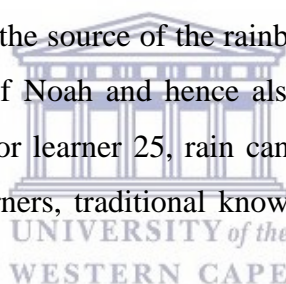 the source of the rainb
f Noah and hence als
or learner 25, rain can
rners, traditional know
UNIVERSITY of the
WESTERN CAPE